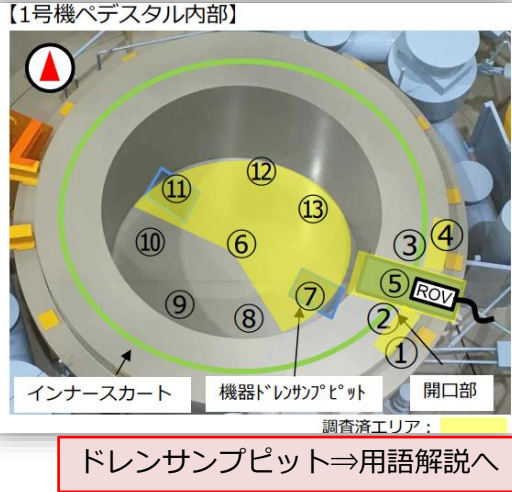 【1号機ペデスタル内部】
⑫
⑪
⑬
⑩
⑥
③
④
⑤
ROV
⑦
⑨
⑧
②
①
インナースカート
機器ﾄﾞﾚﾝｻﾝﾌﾟﾋﾟｯﾄ
開口部
調査済エリア：
ドレンサンプピット⇒用語解説へ